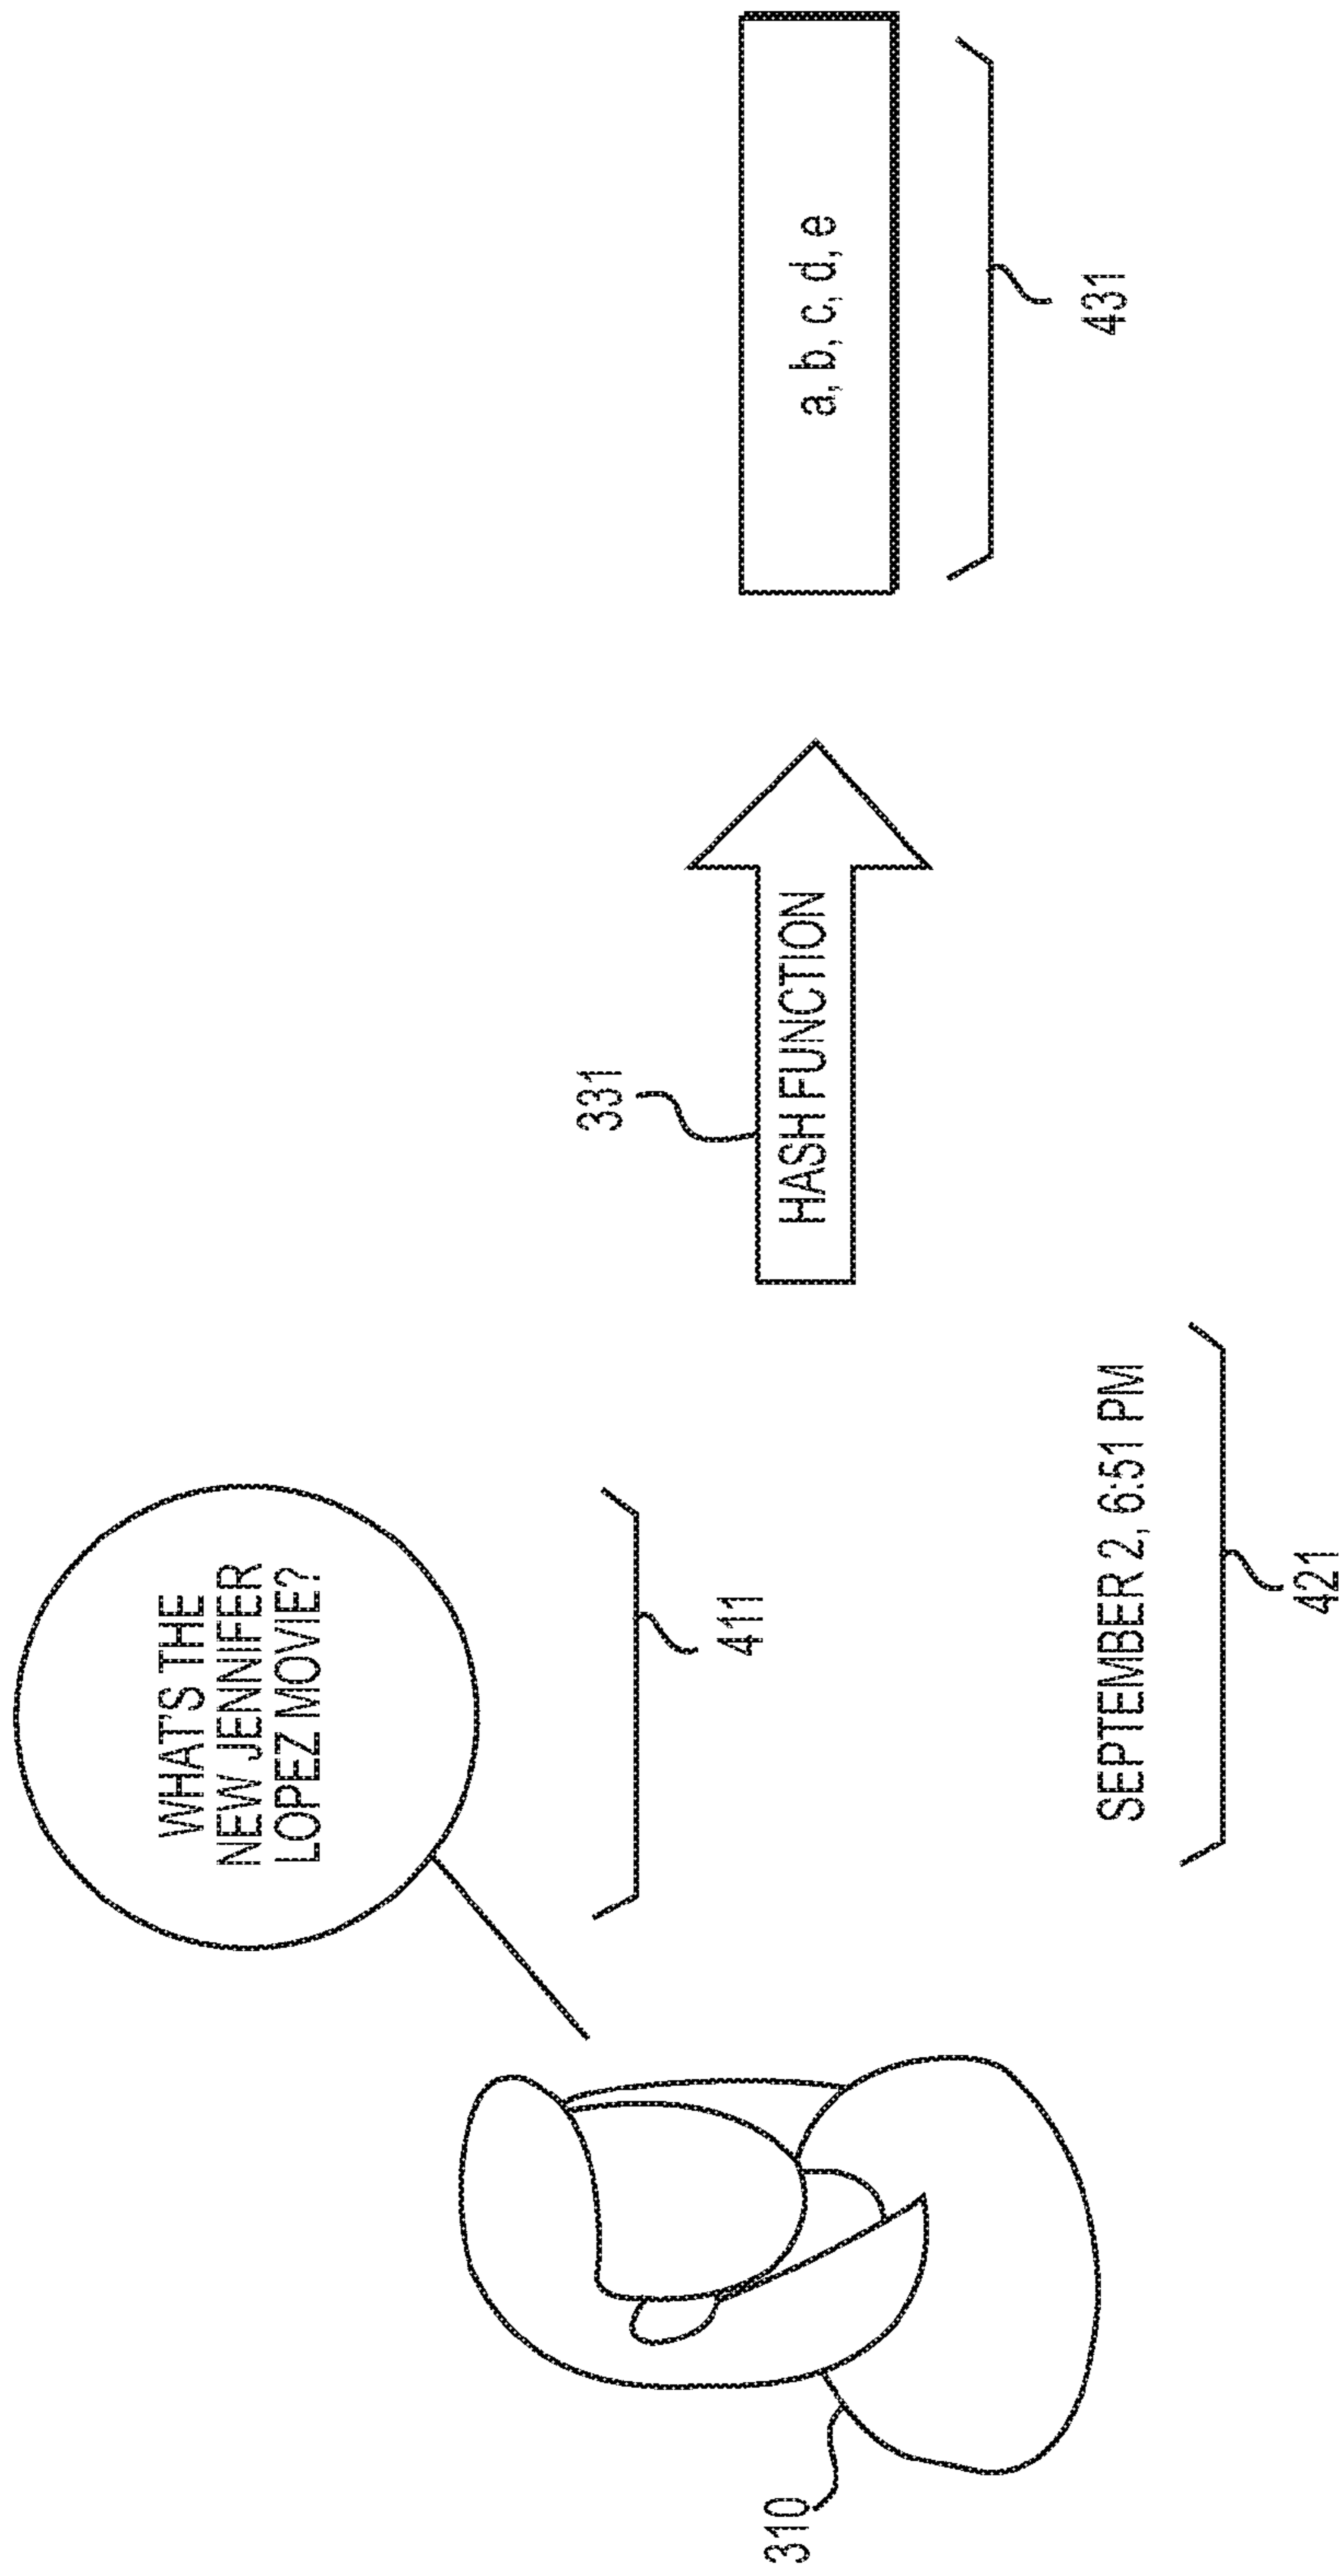 WHAT'S THE
NEW JENNIFER
LOPEZ MOVIE?
411
310
SEPTEMBER 2, 6:51 PM
421
331
HASH FUNCTION
a, b, c, d, e
431